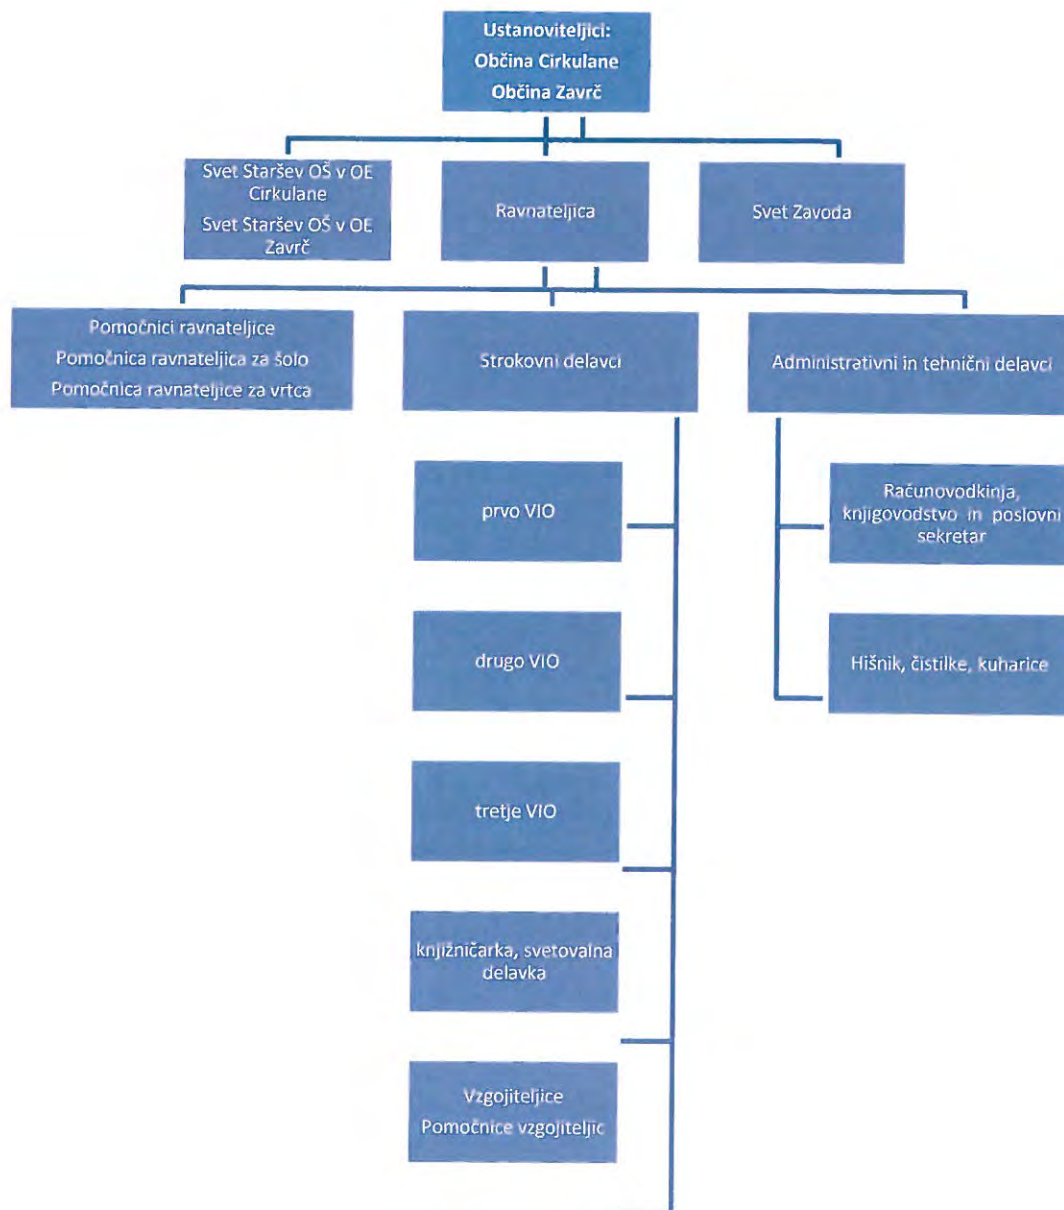 Ustanoviteljici:
Občina Cirkulane
Občina Zavrč
Svet Staršev OŠ v OE
Cirkulane
Svet Staršev OŠ v OE
Zavrč
Ravnateljica
Svet Zavoda
Pomočnici ravnateljice
Pomočnica ravnateljica za šolo
Pomočnica ravnateljice za vrtca
Strokovni delavci
Administrativni in tehnični delavci
prvo VIO
drugo VIO
tretje VIO
knjižničarka, svetovalna
delavka
Vzgojiteljice
Pomočnice vzgojiteljic
Računovodkinja,
knjigovodstvo in poslovni
sekretar
Hišnik, čistilke, kuharice